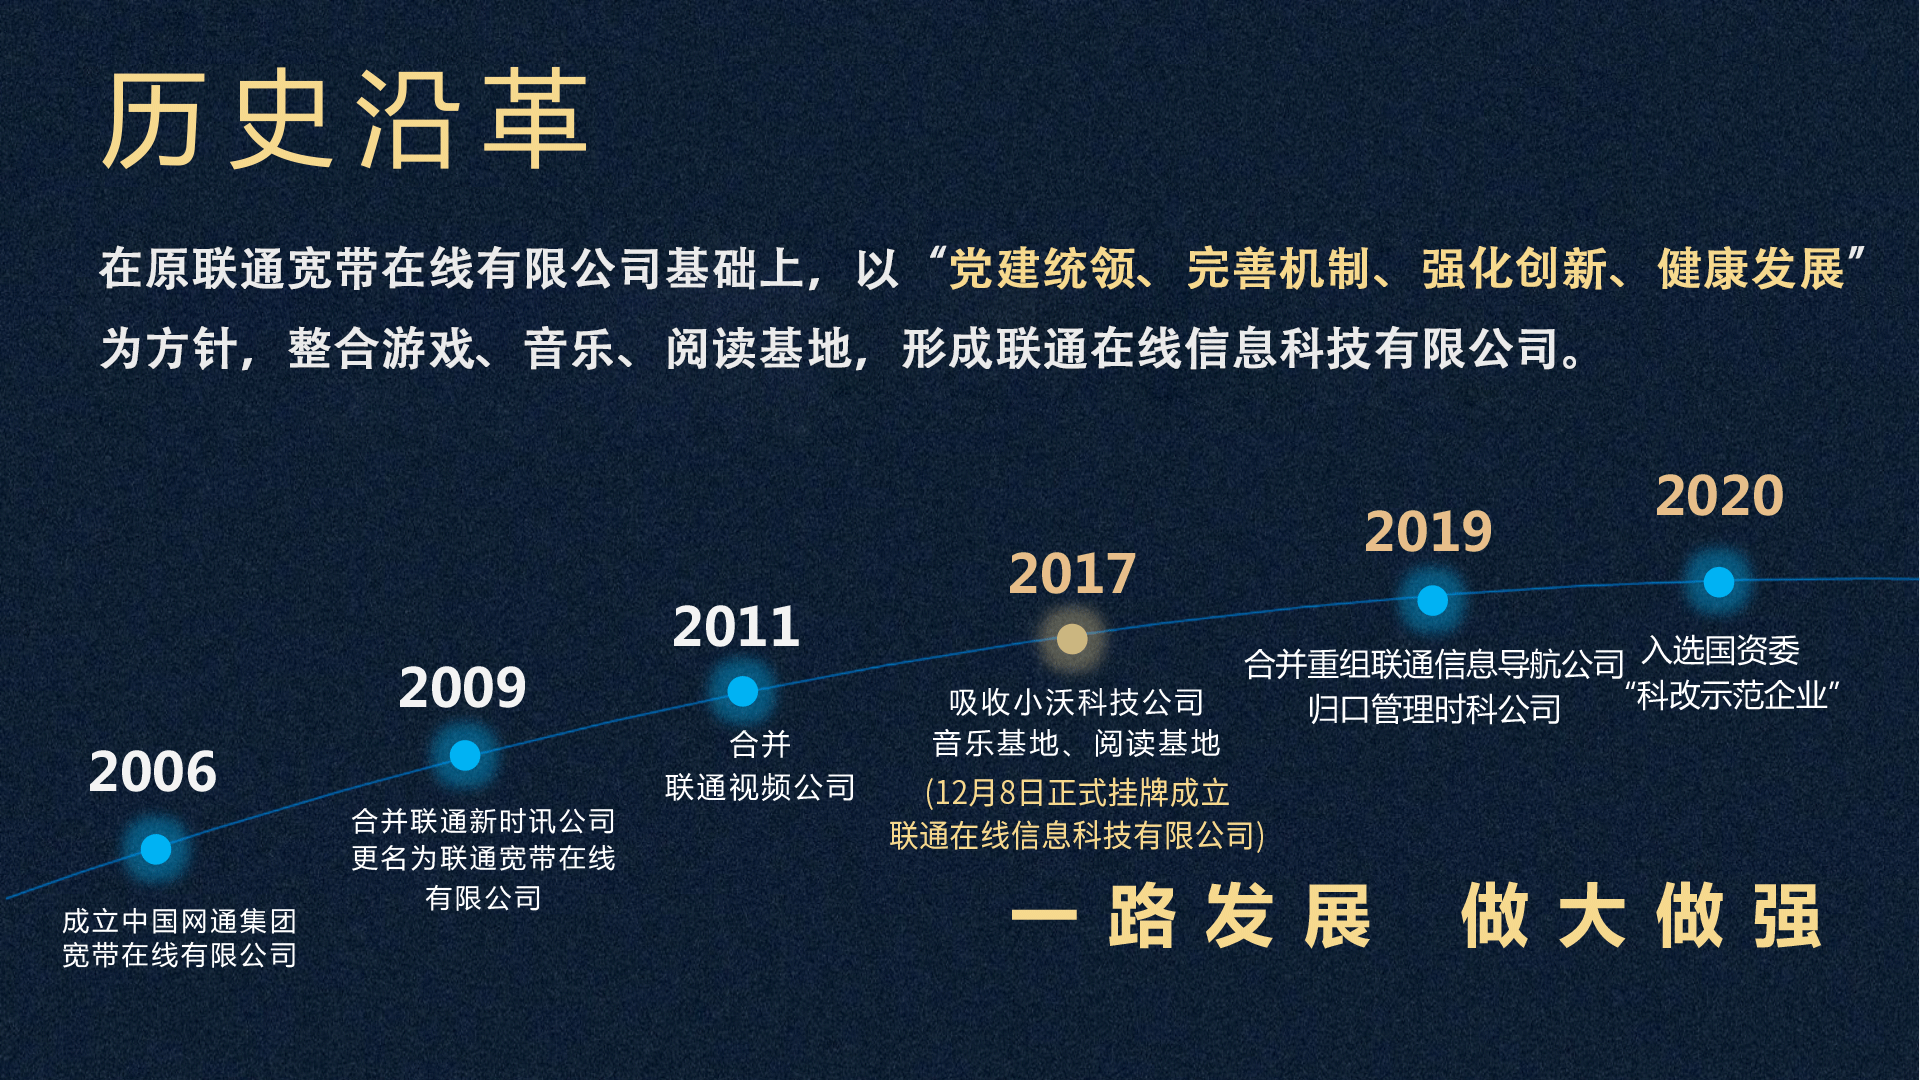 历史沿革
在原联通宽带在线有限公司基础上，以“党建统领、完善机制、强化创新、健康发展”
为方针，整合游戏、音乐、阅读基地，形成联通在线信息科技有限公司。
2006
成立中国网通集团
宽带在线有限公司
2009
合并联通新时讯公司
更名为联通宽带在线
有限公司
2011
合并
联通视频公司
2017
吸收小沃科技公司
音乐基地、阅读基地
(12月8日正式挂牌成立
联通在线信息科技有限公司)
2019
合并重组联通信息导航公司
归口管理时科公司
2020
入选国资委
“科改示范企业”
一路发展 做大做强